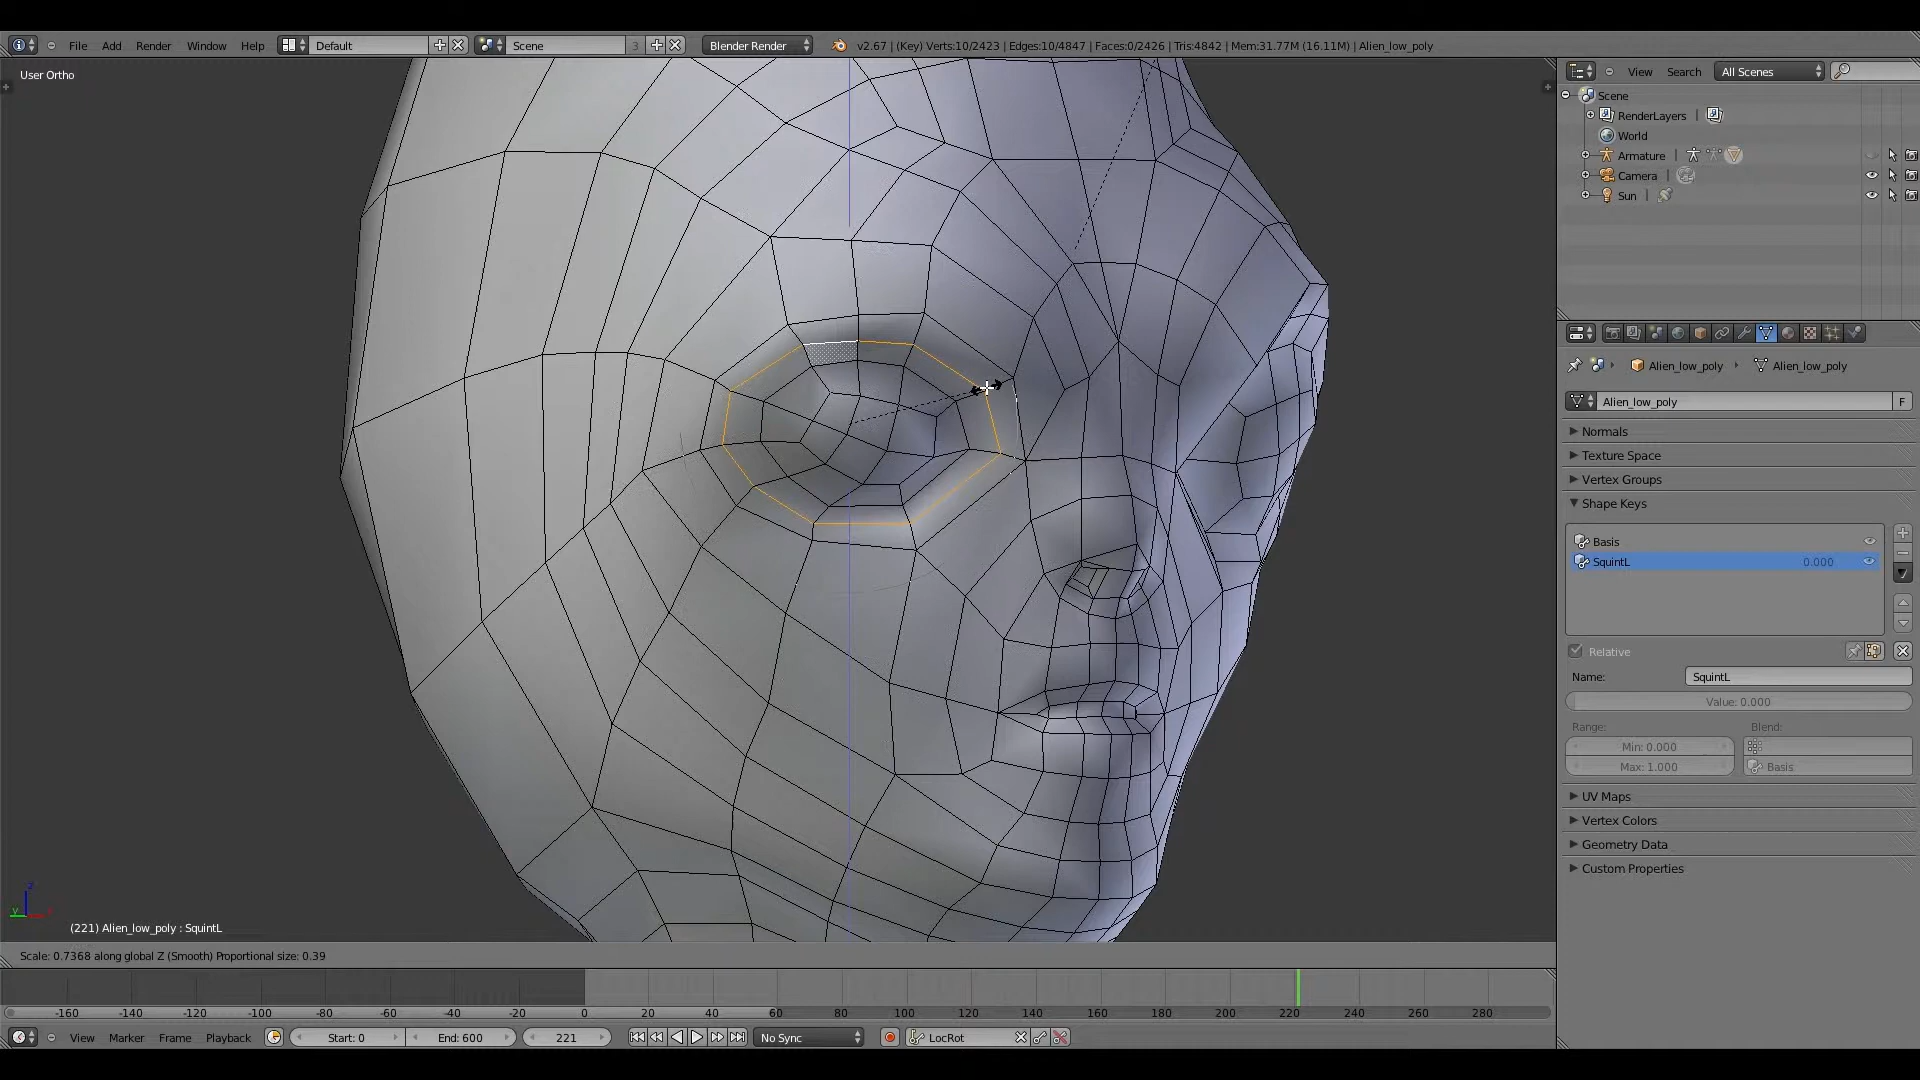 File Add Render Window Help Default Scene 3 Blender Render v2.67 | (Key) Verts:10/2423 | Edges:10/4847 | Faces:0/2426 | Tris:4842 | Mem:31.77M (16.11M) | Alien_low_poly
User Ortho
View Search All Scenes
Scene
RenderLayers |
World
Armature |
Camera |
Sun |
Alien_low_poly Alien_low_poly
Alien_low_poly F
Normals
Texture Space
Vertex Groups
Shape Keys
Basis
SquintL 0.000
Relative
Name: SquintL
Value: 0.000
Range: Blend:
Min: 0.000
Max: 1.000 Basis
UV Maps
Vertex Colors
Geometry Data
Custom Properties
z
y
(221) Alien_low_poly : SquintL
Scale: 0.7368 along global Z (Smooth) Proportional size: 0.39
-160 -140 -120 -100 -80 -60 -40 -20 0 20 40 60 80 100 120 140 160 180 200 220 240 260 280
View Marker Frame Playback Start: 0 End: 600 221 No Sync LocRot